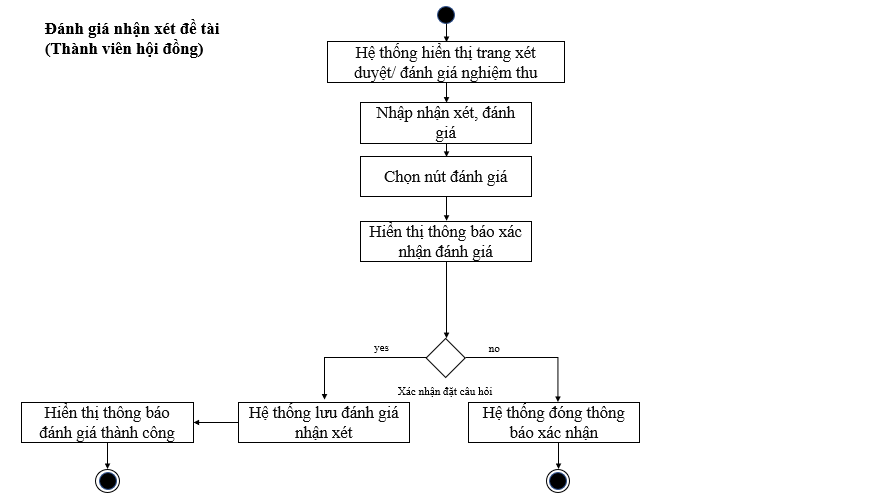 Đánh giá nhận xét đề tài
(Thành viên hội đồng)
Hệ thống hiển thị trang xét
duyệt/ đánh giá nghiệm thu
Nhập nhận xét, đánh
giá
Chọn nút đánh giá
Hiển thị thông báo xác
nhận đánh giá
yes
no
Xác nhận đặt câu hỏi
Hiển thị thông báo
đánh giá thành công
Hệ thống lưu đánh giá
nhận xét
Hệ thống đóng thông
báo xác nhận